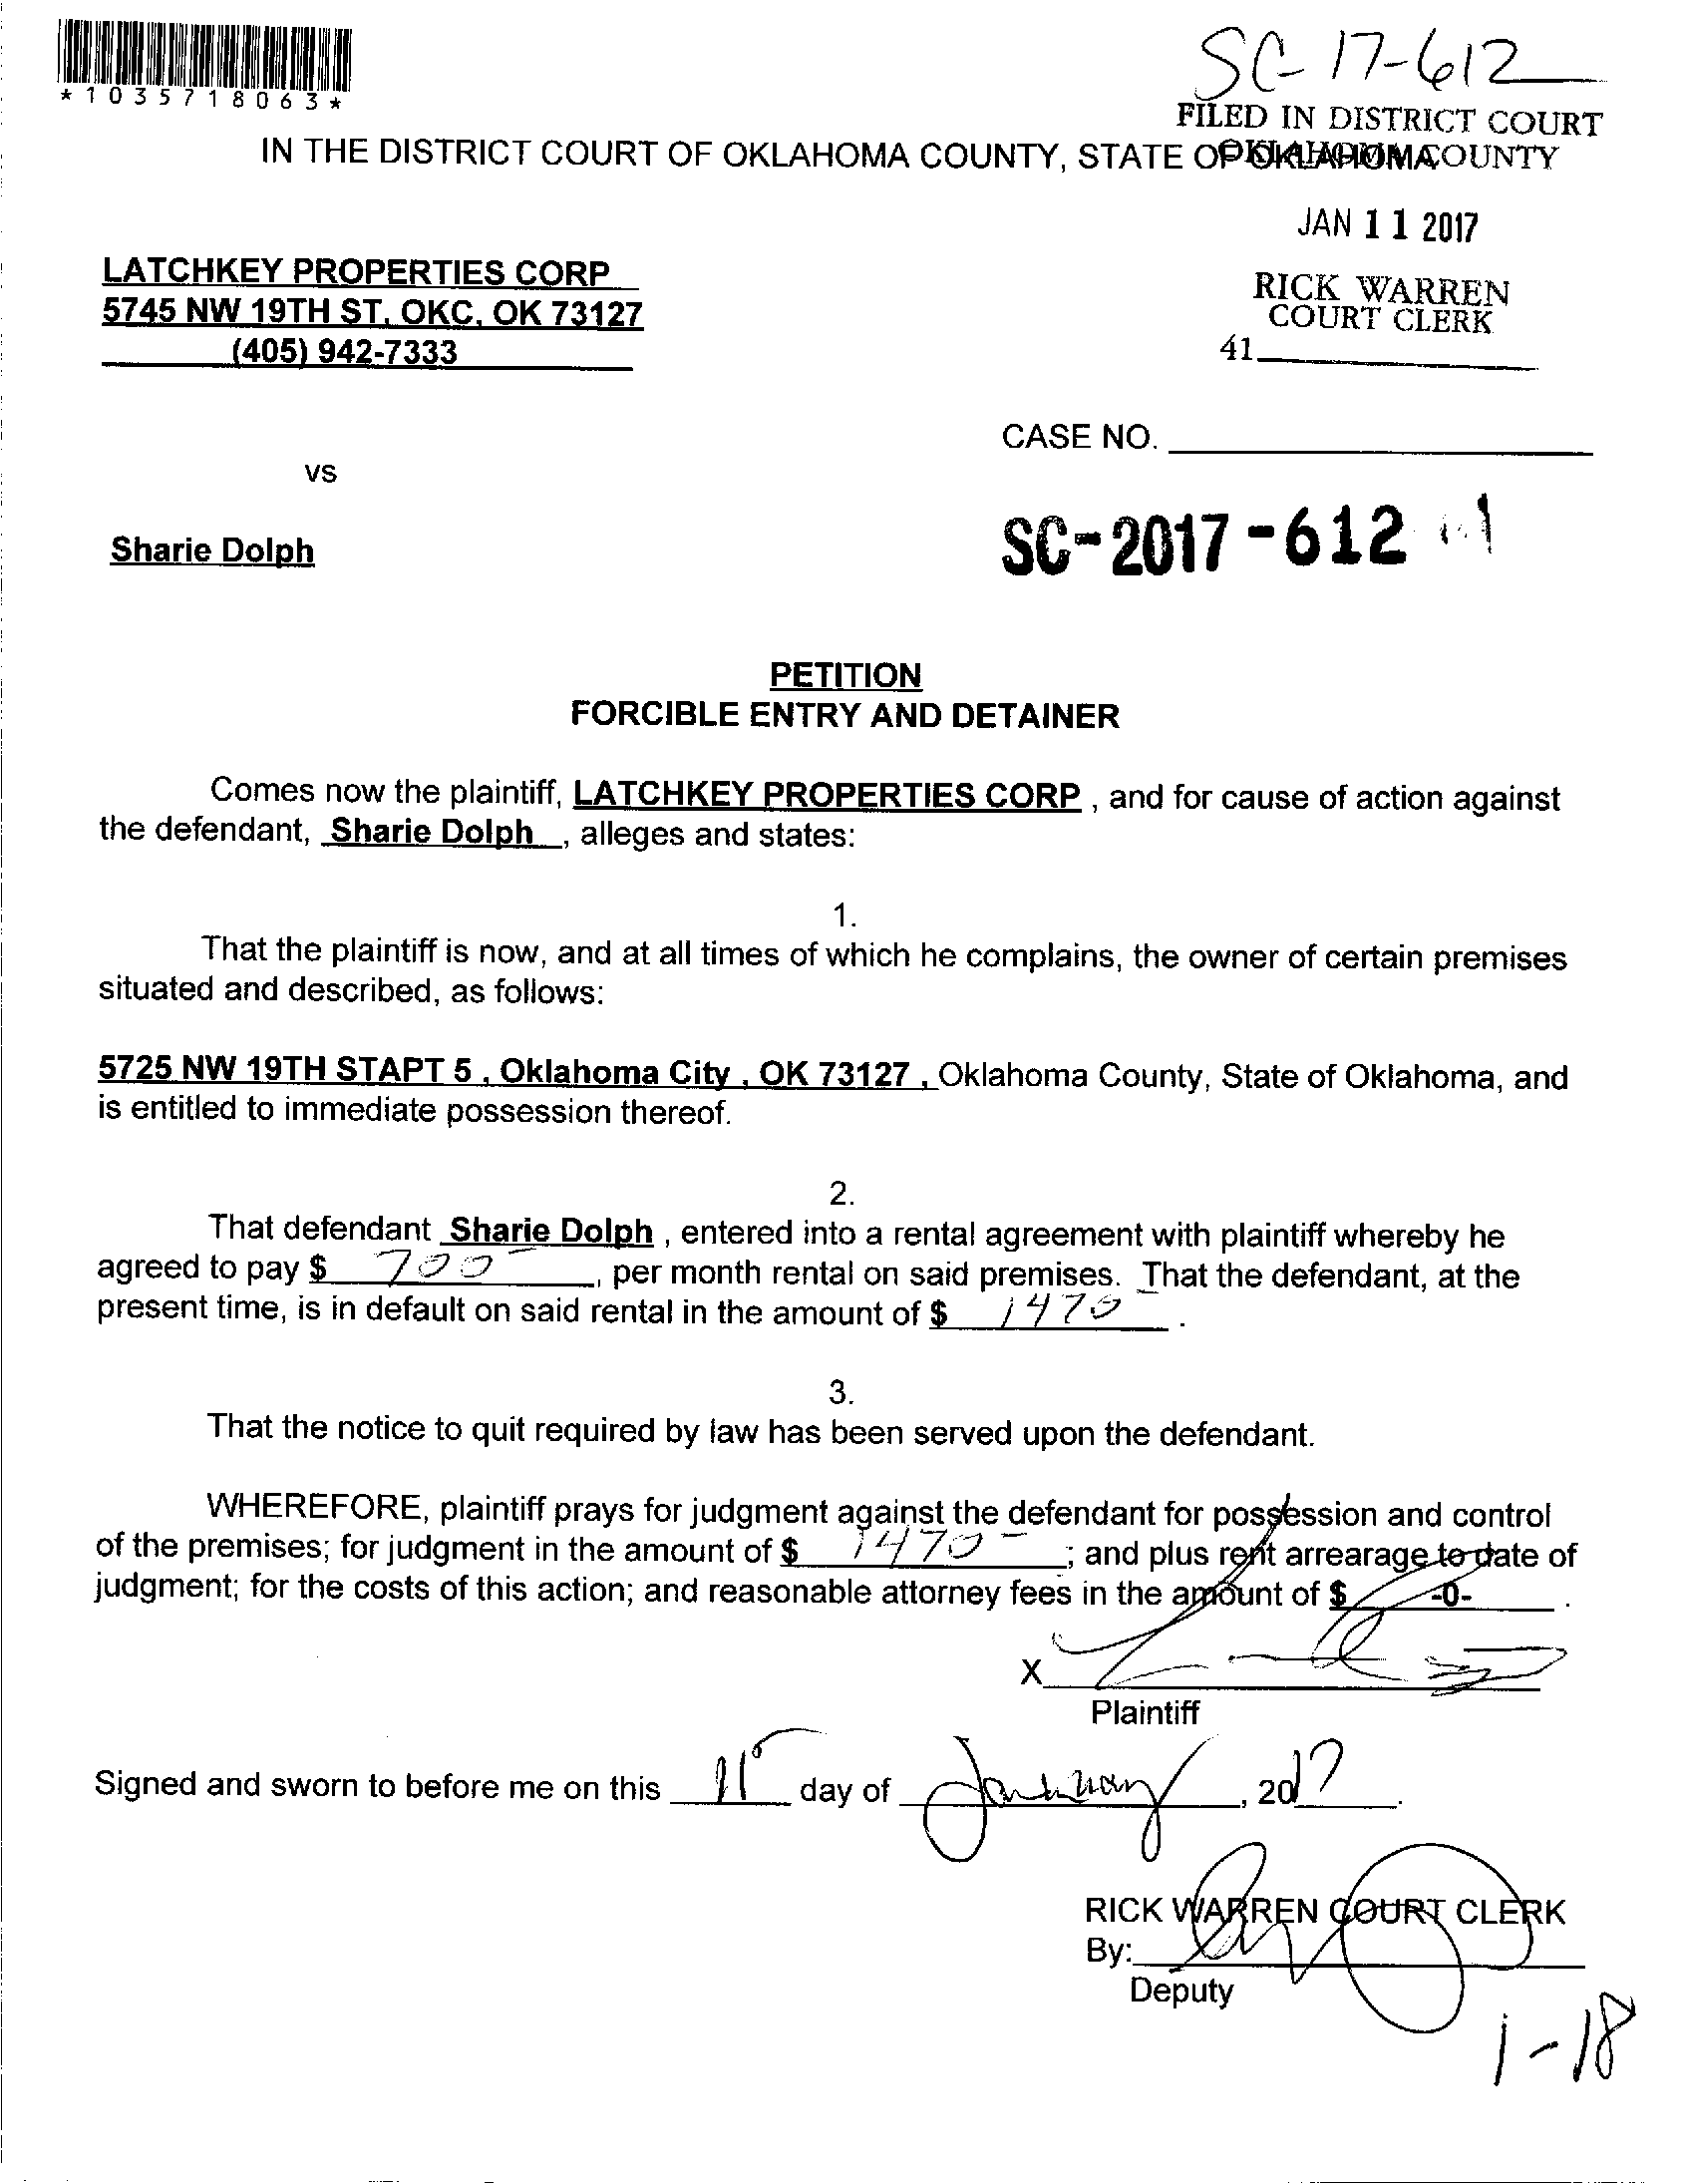 SC-17-612
*1035718063*
FILED IN DISTRICT COURT
OKLAHOMA COUNTY
IN THE DISTRICT COURT OF OKLAHOMA COUNTY, STATE OF OKLAHOMA
JAN 11 2017
LATCHKEY PROPERTIES CORP
5745 NW 19TH ST, OKC, OK 73127
(405) 942-7333
RICK WARREN
COURT CLERK
41
CASE NO.
vs
SC-2017-612
Sharie Dolph
PETITION
FORCIBLE ENTRY AND DETAINER
Comes now the plaintiff, LATCHKEY PROPERTIES CORP , and for cause of action against
the defendant, Sharie Dolph , alleges and states:
1.
That the plaintiff is now, and at all times of which he complains, the owner of certain premises
situated and described, as follows:
5725 NW 19TH STAPT 5 , Oklahoma City , OK 73127 , Oklahoma County, State of Oklahoma, and
is entitled to immediate possession thereof.
2.
That defendant Sharie Dolph , entered into a rental agreement with plaintiff whereby he
agreed to pay $ 700- , per month rental on said premises. That the defendant, at the
present time, is in default on said rental in the amount of $ 1470- .
3.
That the notice to quit required by law has been served upon the defendant.
WHEREFORE, plaintiff prays for judgment against the defendant for possession and control
of the premises; for judgment in the amount of $ 1470- ; and plus rent arrearage to date of
judgment; for the costs of this action; and reasonable attorney fees in the amount of $ -0- .
X
Plaintiff
Signed and sworn to before me on this 11 day of January , 2017 .
RICK WARREN COURT CLERK
By:
Deputy
1-18